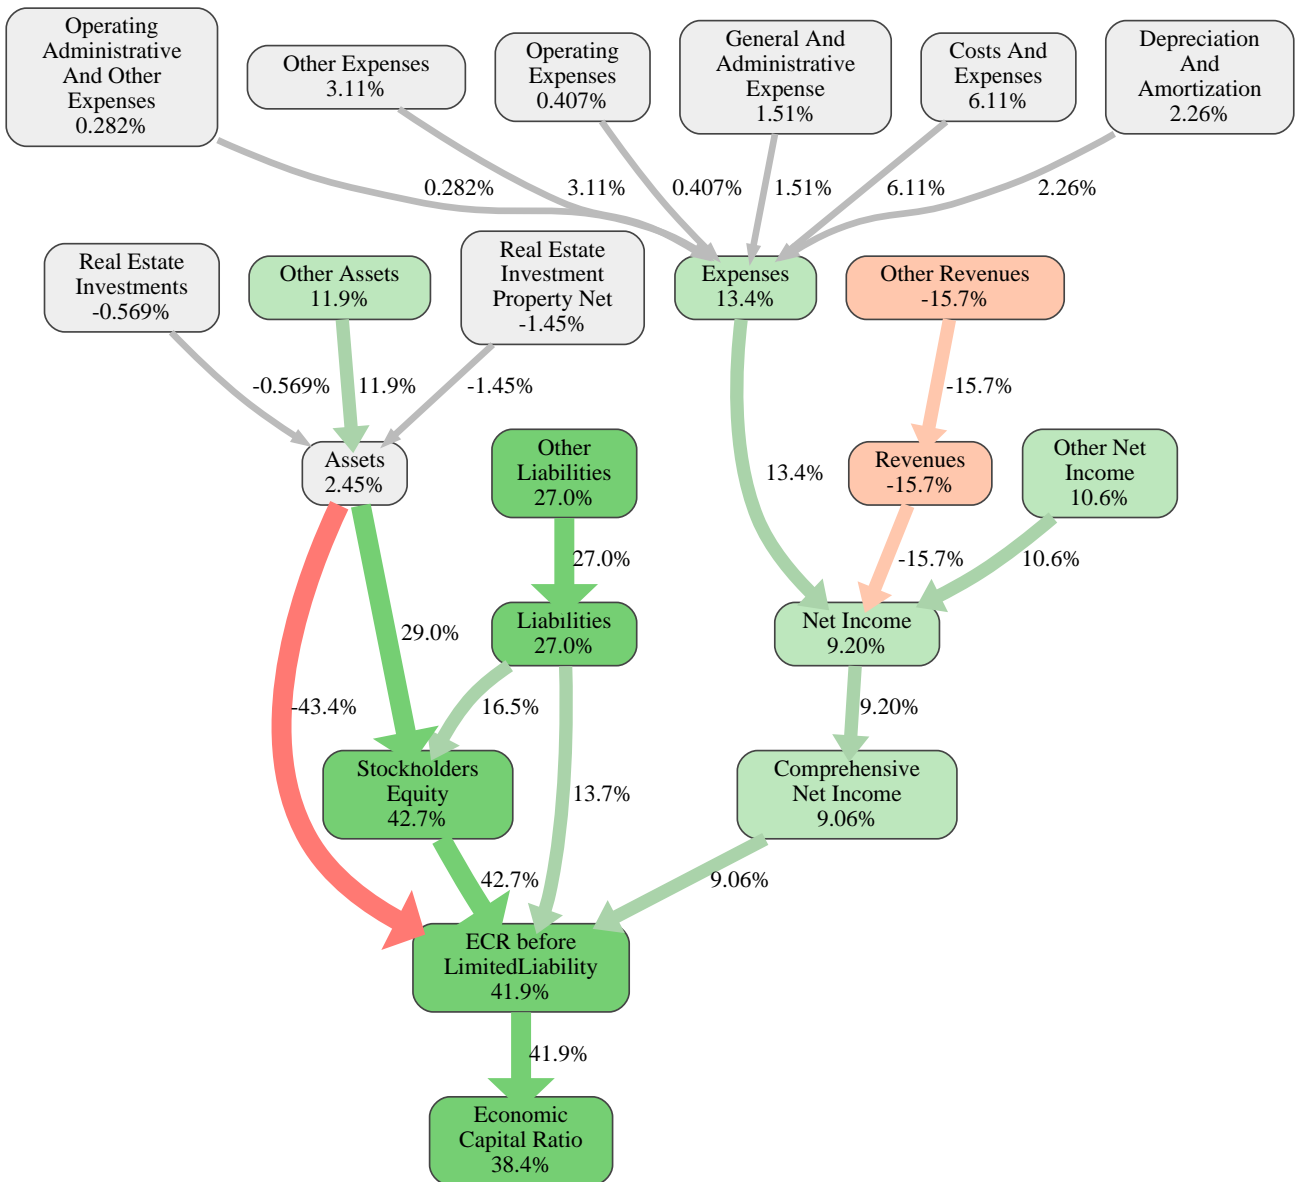 Operating
Administrative
And Other
Expenses
0.282%
Other Expenses
3.11%
Operating
Expenses
0.407%
General And
Administrative
Expense
1.51%
Costs And
Expenses
6.11%
Depreciation
And
Amortization
2.26%
0.282%
3.11%
0.407%
1.51%
6.11%
2.26%
Real Estate
Investments
-0.569%
Other Assets
11.9%
Real Estate
Investment
Property Net
-1.45%
Expenses
13.4%
Other Revenues
-15.7%
-0.569%
11.9%
-1.45%
-15.7%
Assets
2.45%
Other
Liabilities
27.0%
13.4%
Revenues
-15.7%
Other Net
Income
10.6%
27.0%
-15.7%
10.6%
29.0%
Liabilities
27.0%
Net Income
9.20%
-43.4%
16.5%
9.20%
Stockholders
Equity
42.7%
13.7%
Comprehensive
Net Income
9.06%
42.7%
9.06%
ECR before
LimitedLiability
41.9%
41.9%
Economic
Capital Ratio
38.4%